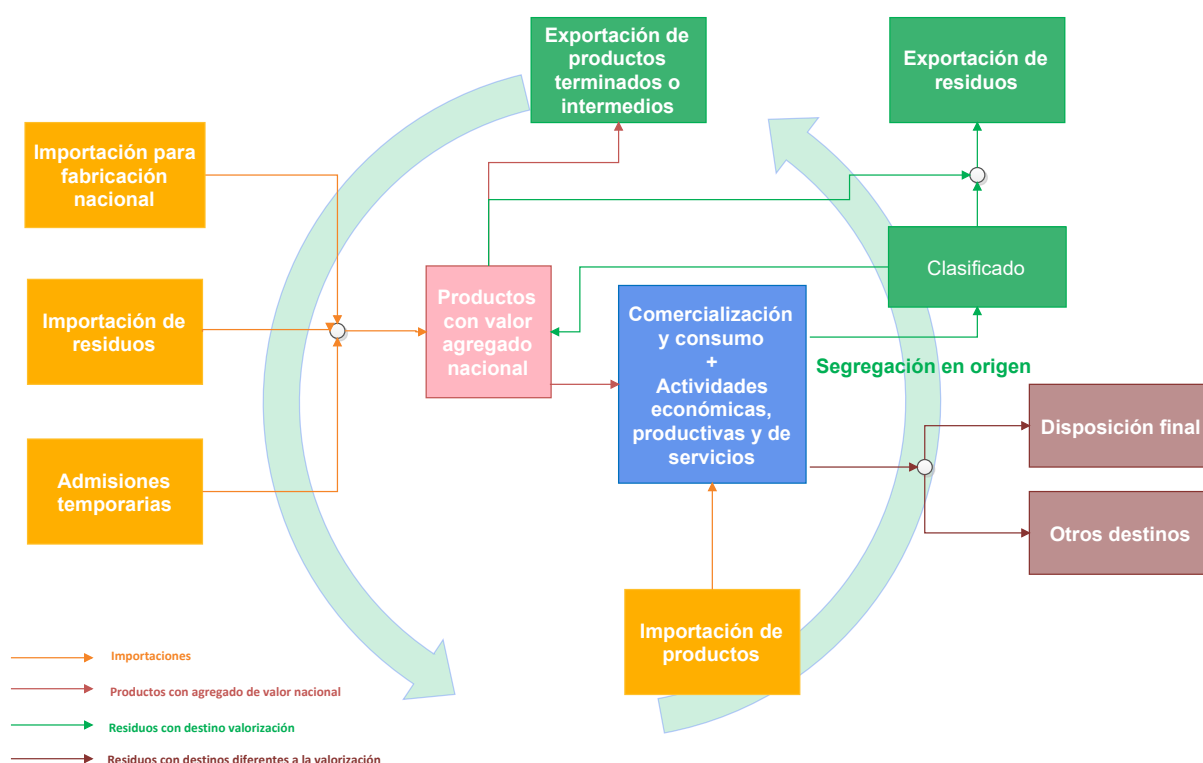 Exportación de
productos
terminados o
intermedios
Exportación de
residuos
Importación para
fabricación
nacional
Clasificado
Importación de
residuos
Productos
con valor
agregado
nacional
Comercialización
y consumo
+
Actividades
económicas,
productivas y de
servicios
Segregación en origen
Disposición final
Admisiones
temporarias
Otros destinos
Importación de
productos
Importaciones
Productos con agregado de valor nacional
Residuos con destino valorización
Residuos con destinos diferentes a la valorización